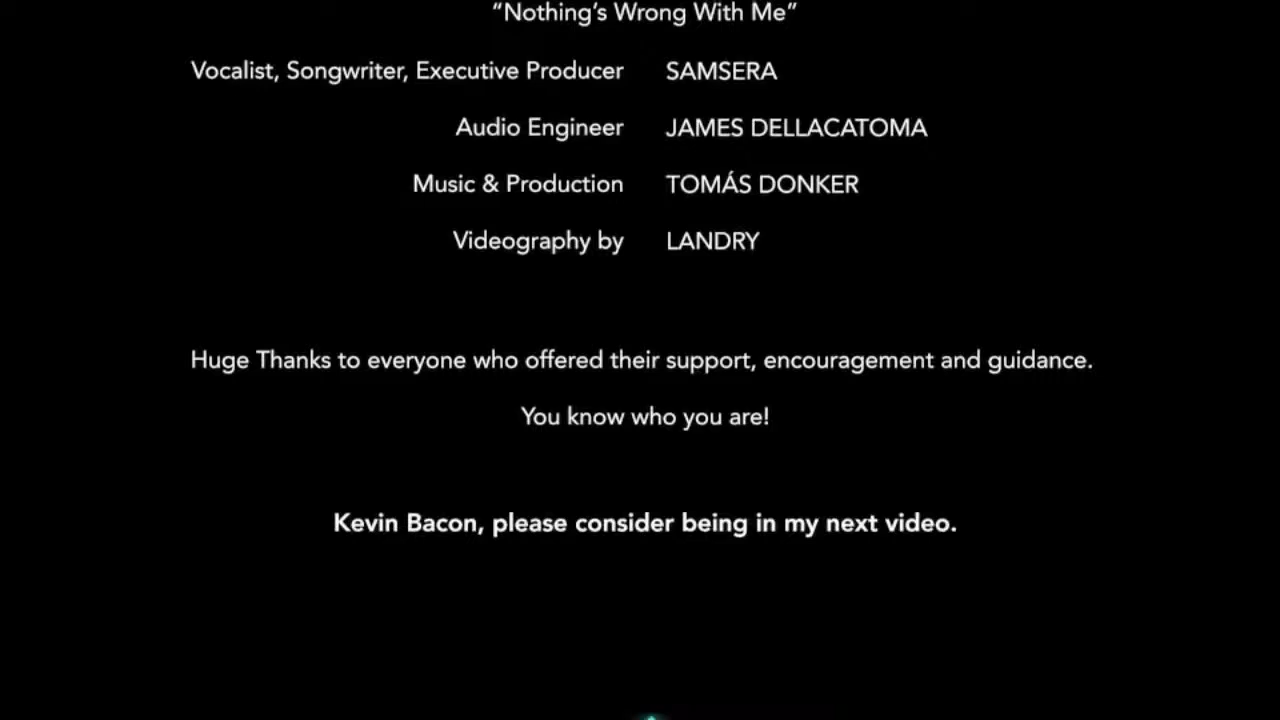 “Nothing’s Wrong With Me”
Vocalist, Songwriter, Executive Producer SAMSERA
Audio Engineer JAMES DELLACATOMA
Music & Production TOMÁS DONKER
Videography by LANDRY
Huge Thanks to everyone who offered their support, encouragement and guidance.
You know who you are!
Kevin Bacon, please consider being in my next video.